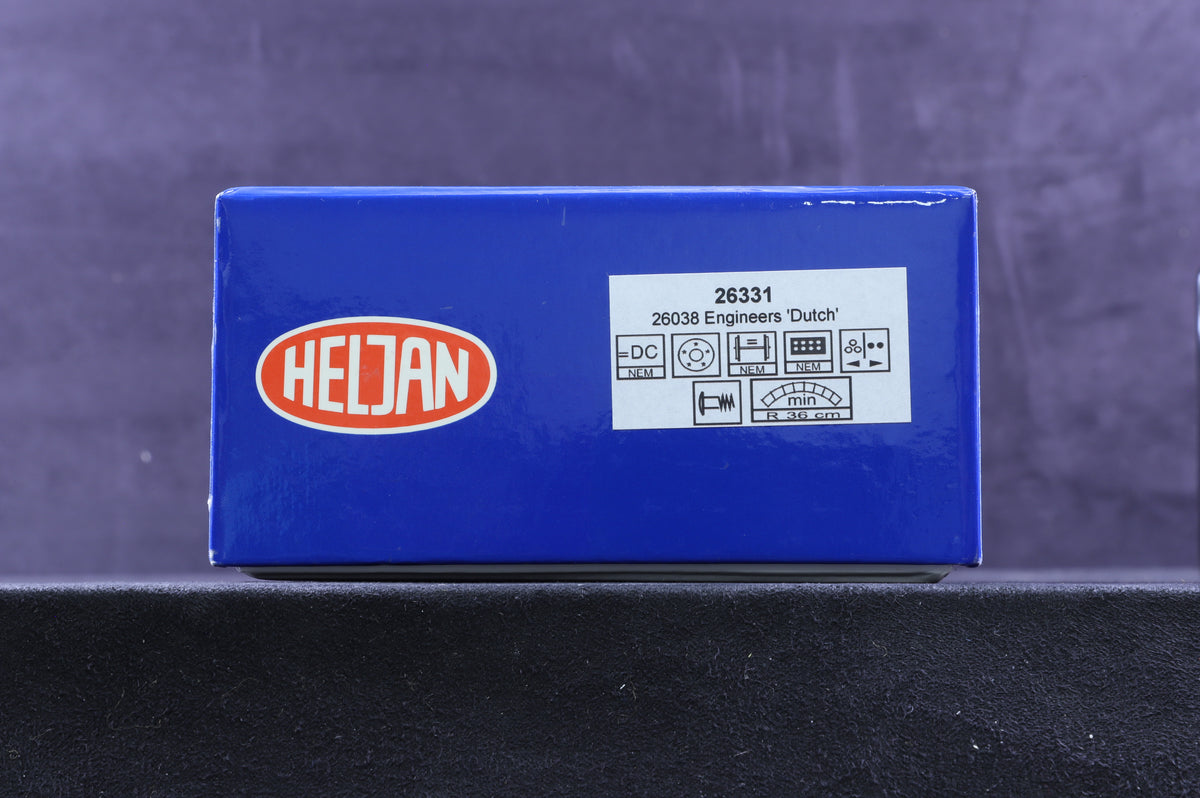 HELJAN
26331
26038 Engineers 'Dutch'
=DC
NEM
NEM
NEM
min
R 36 cm